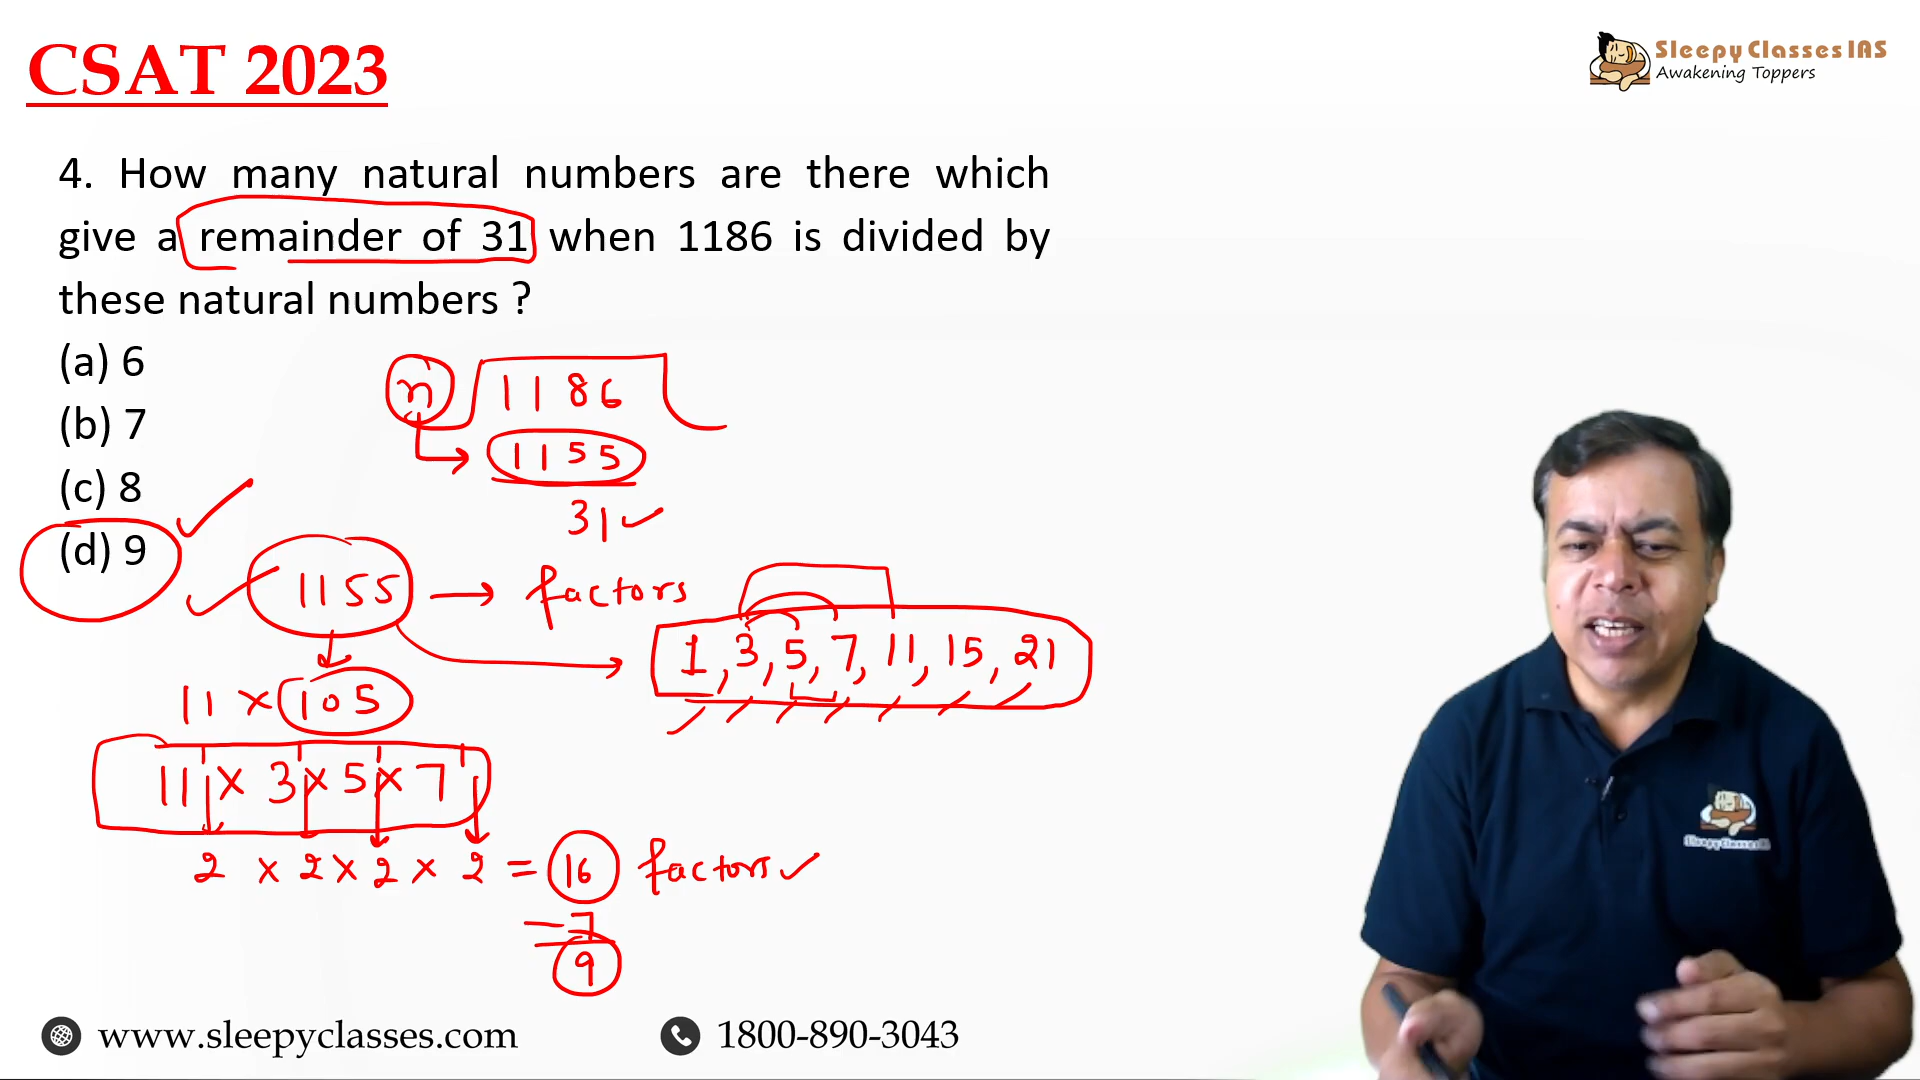 CSAT 2023
Sleepy Classes IAS
Awakening Toppers
4. How many natural numbers are there which
give a remainder of 31 when 1186 is divided by
these natural numbers ?
(a) 6
(b) 7
(c) 8
(d) 9
n 1186
1155
31
1155 → factors
1, 3, 5, 7, 11, 15, 21
11 × 105
11 × 3 × 5 × 7
2 × 2 × 2 × 2 = 16 factors
- 7
9
Sleepy Classes IAS
www.sleepyclasses.com
1800-890-3043